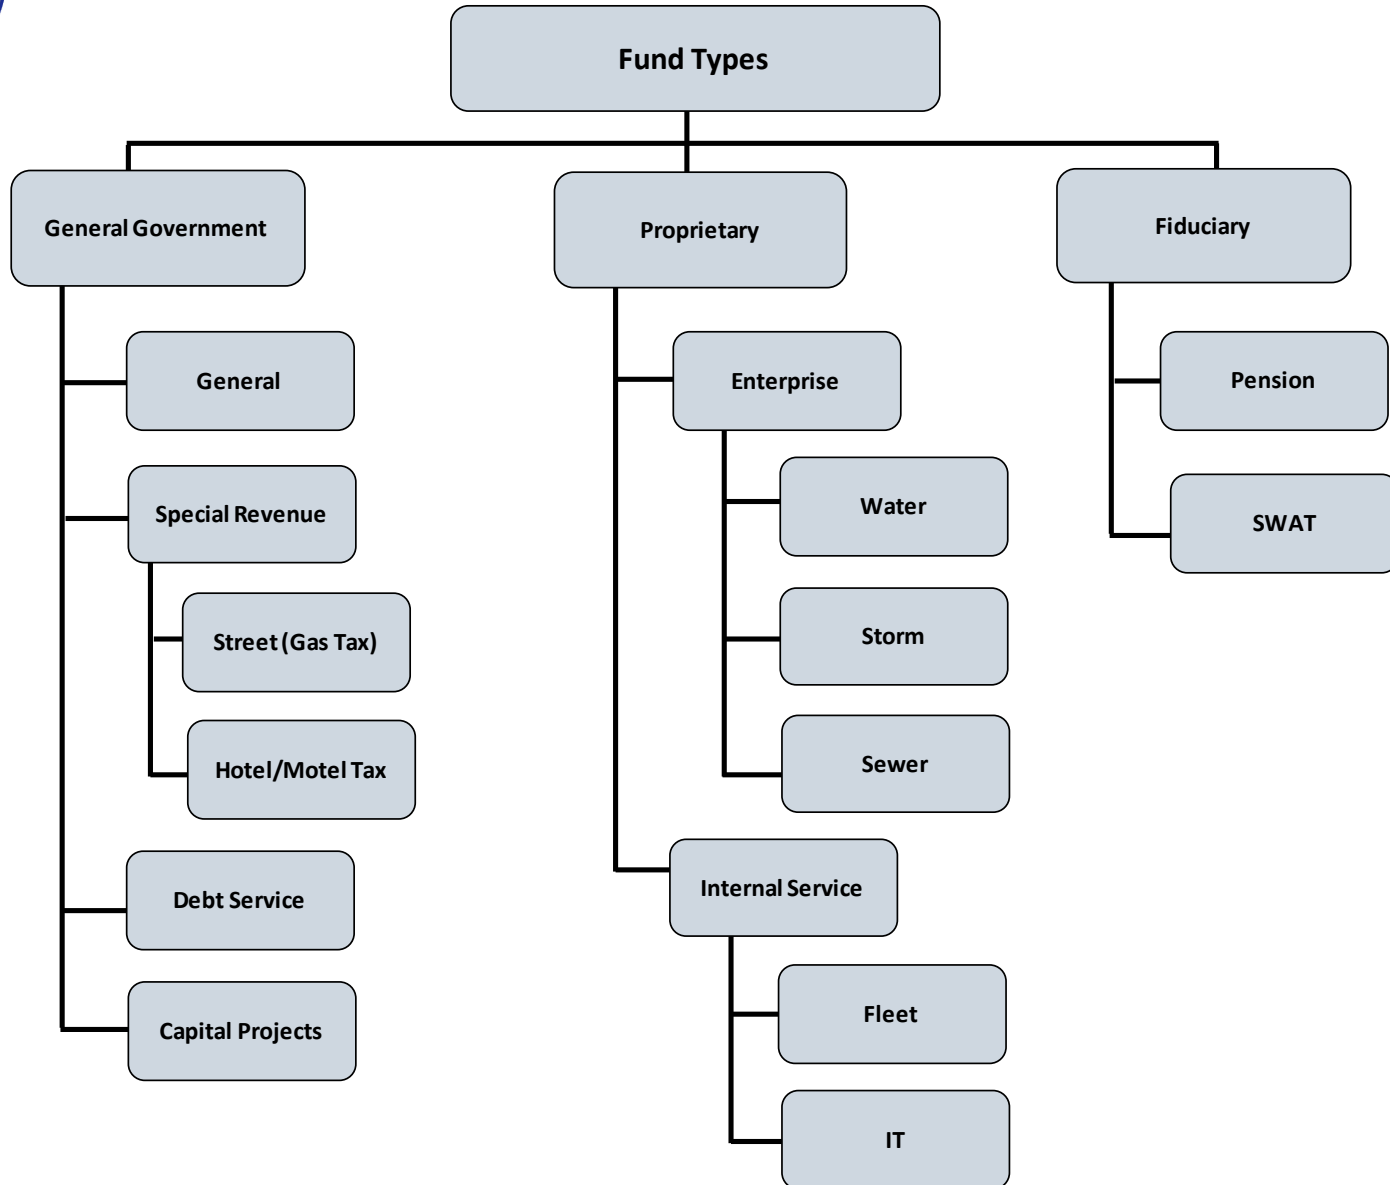 Fund Types
General Government
General
Special Revenue
Street (Gas Tax)
Hotel/Motel Tax
Debt Service
Capital Projects
Proprietary
Enterprise
Water
Storm
Sewer
Internal Service
Fleet
IT
Fiduciary
Pension
SWAT